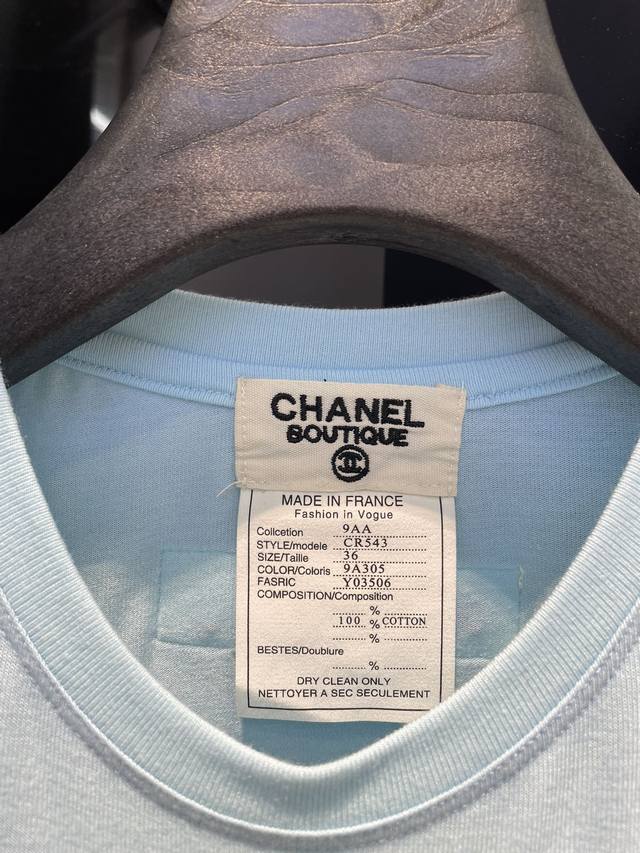 CHANEL
BOUTIQUE
MADE IN FRANCE
Fashion in Vogue
Colicetion 9AA
STYLE/modele CR543
SIZE/Taille 36
COLOR/Coloris 9A305
FASRIC Y03506
COMPOSITION/Composition
%
100 % COTTON
%
BESTES/Doublure
%
DRY CLEAN ONLY
NETTOYER A SEC SECULEMENT